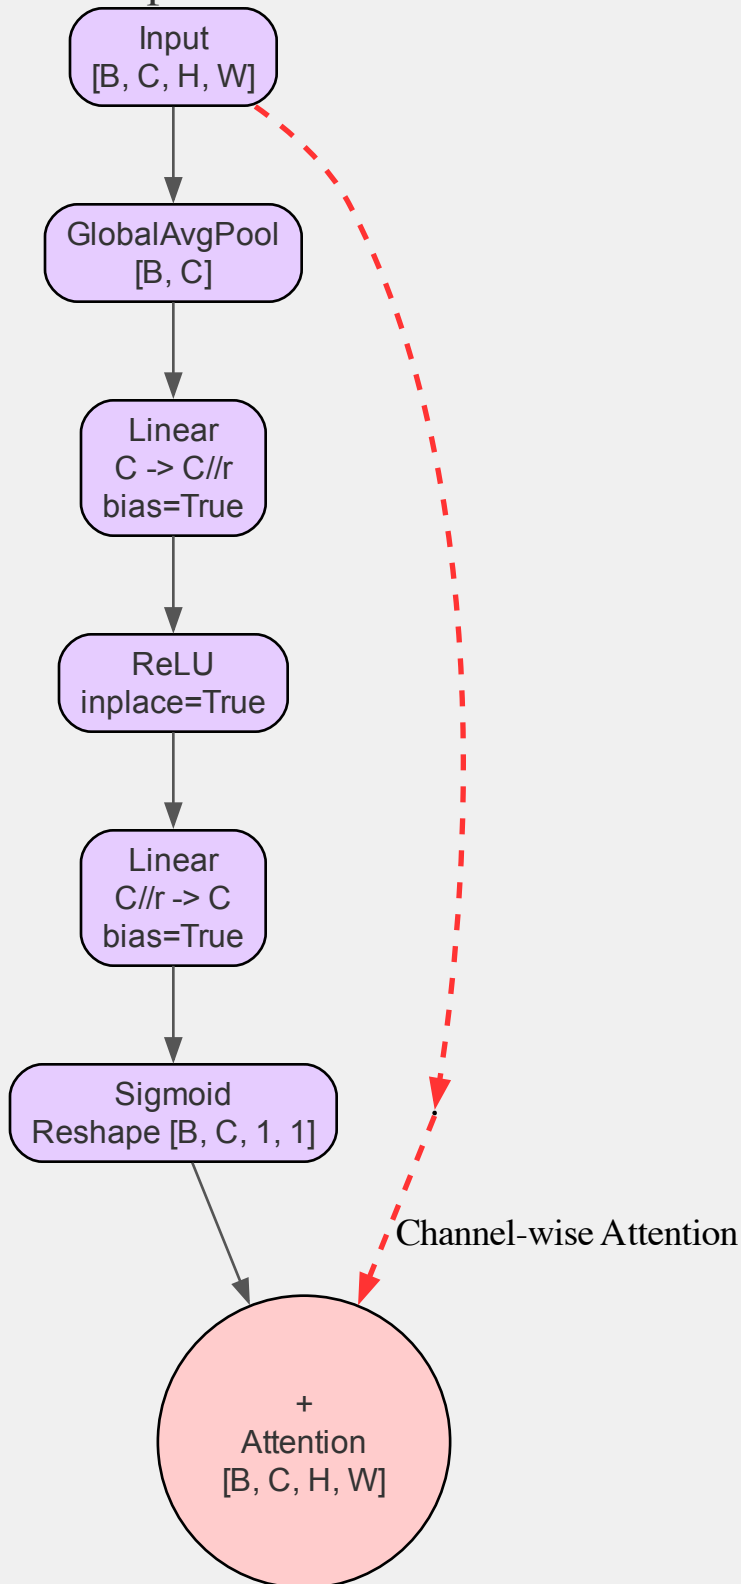 Input
[B, C, H, W]
GlobalAvgPool
[B, C]
Linear
C -> C//r
bias=True
ReLU
inplace=True
Linear
C//r -> C
bias=True
Sigmoid
Reshape [B, C, 1, 1]
Channel-wise Attention
+
Attention
[B, C, H, W]